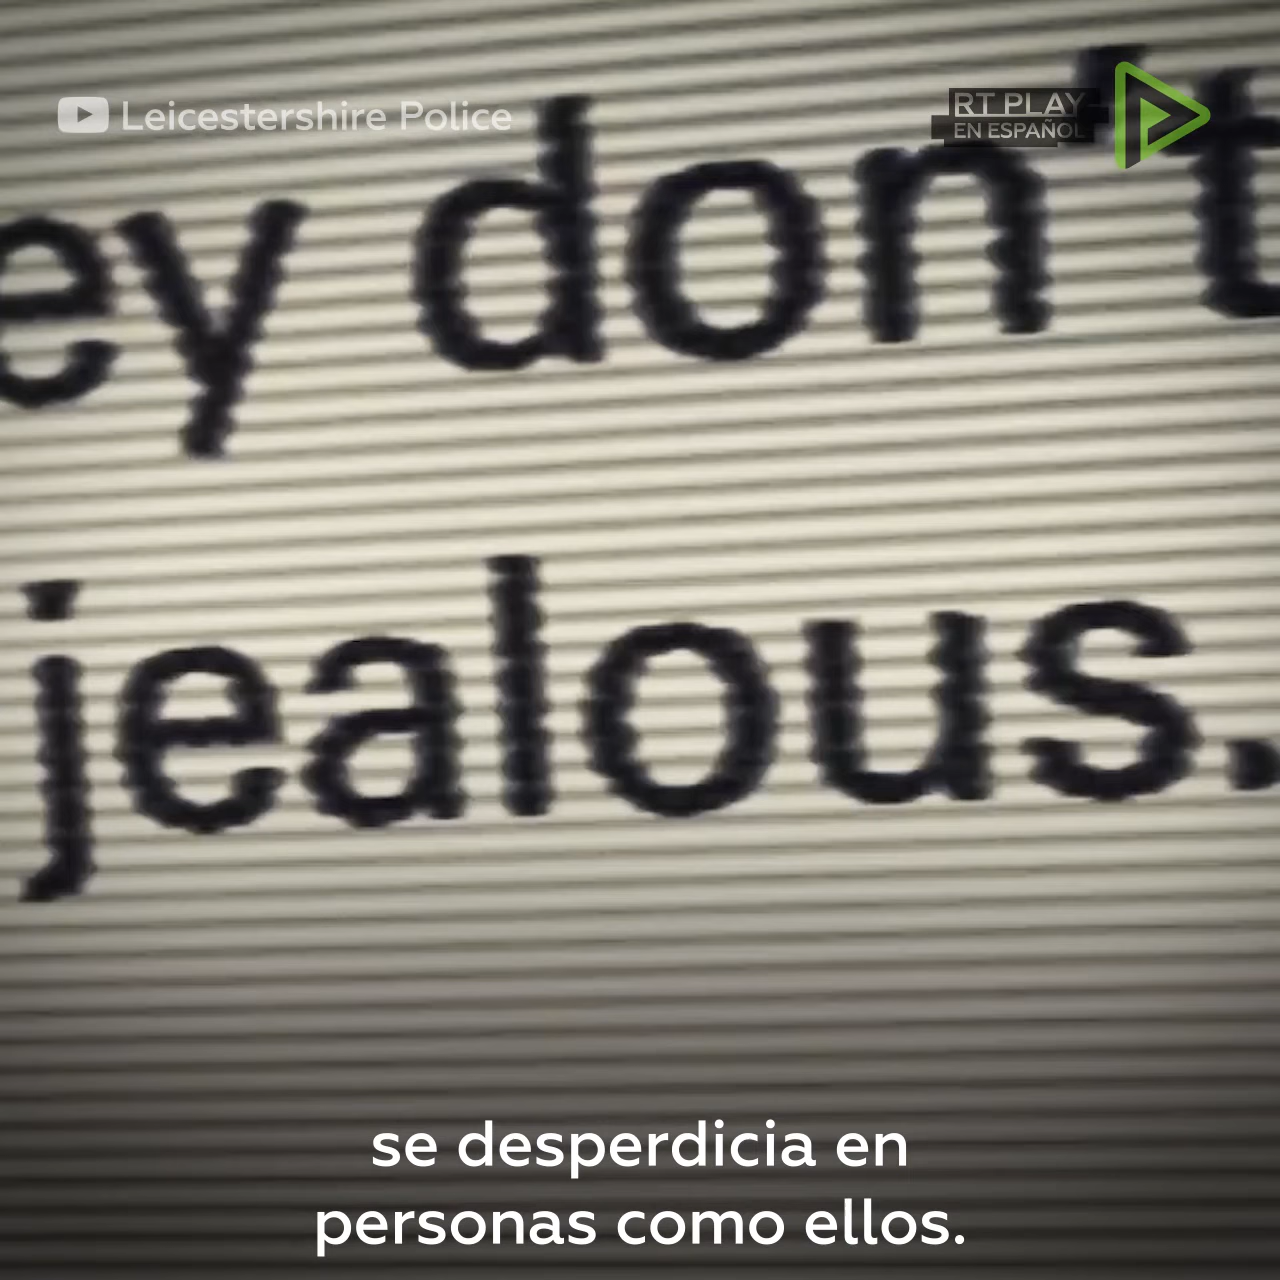 Leicestershire Police
RT PLAY
EN ESPAÑOL
ey don't
jealous.
se desperdicia en
personas como ellos.